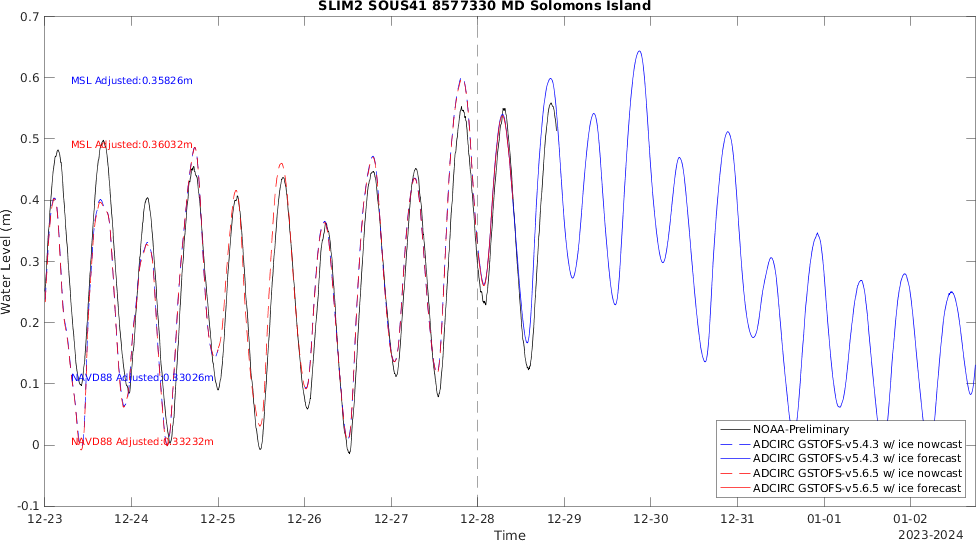 SLIM2 SOUS41 8577330 MD Solomons Island
0.7
0.6
0.5
0.4
0.3
0.2
0.1
0
-0.1
Water Level (m)
MSL Adjusted:0.35826m
MSL Adjusted:0.36032m
NAVD88 Adjusted:0.33026m
NAVD88 Adjusted:0.33232m
NOAA-Preliminary
ADCIRC GSTOFS-v5.4.3 w/ ice nowcast
ADCIRC GSTOFS-v5.4.3 w/ ice forecast
ADCIRC GSTOFS-v5.6.5 w/ ice nowcast
ADCIRC GSTOFS-v5.6.5 w/ ice forecast
12-23 12-24 12-25 12-26 12-27 12-28 12-29 12-30 12-31 01-01 01-02
Time
2023-2024